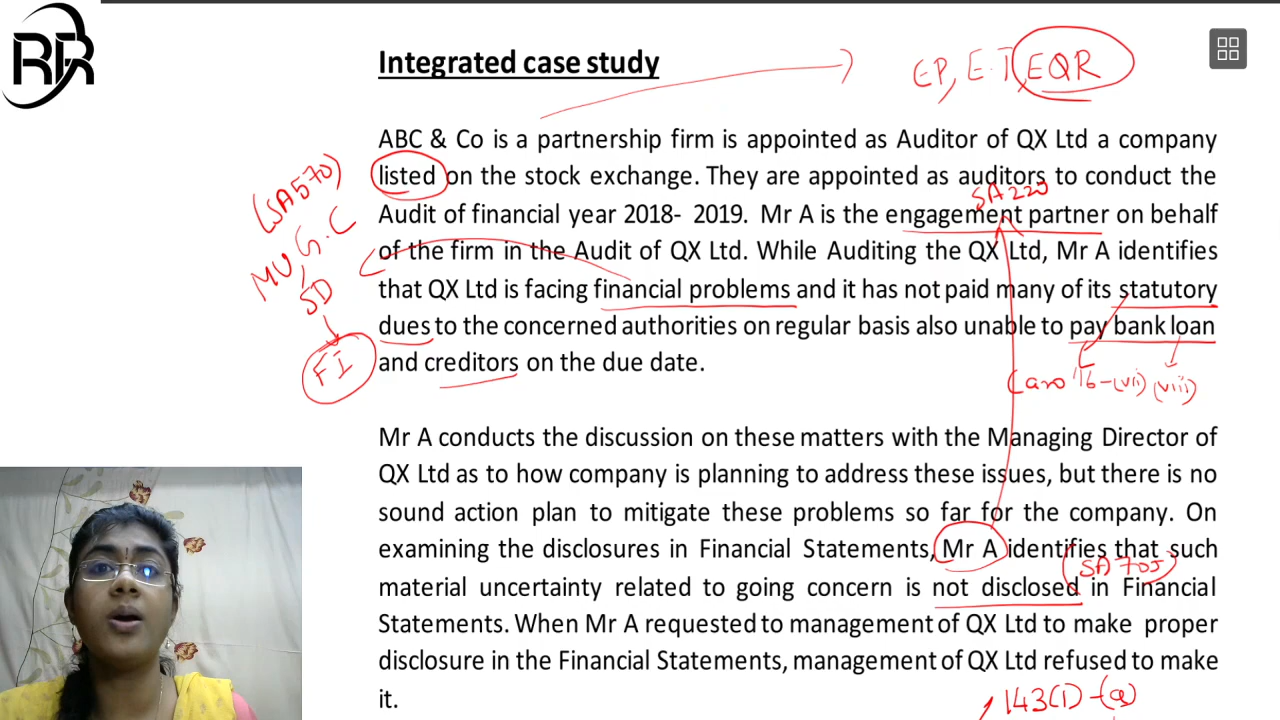 RR
Integrated case study
EP, E.T, EQR
ABC & Co is a partnership firm is appointed as Auditor of QX Ltd a company
listed on the stock exchange. They are appointed as auditors to conduct the
(SA570)
SA 220
Audit of financial year 2018- 2019. Mr A is the engagement partner on behalf
of the firm in the Audit of QX Ltd. While Auditing the QX Ltd, Mr A identifies
MU G.C
that QX Ltd is facing financial problems and it has not paid many of its statutory
SD
dues to the concerned authorities on regular basis also unable to pay bank loan
and creditors on the due date.
FI
Caro '16-(vii) (viii)
Mr A conducts the discussion on these matters with the Managing Director of
QX Ltd as to how company is planning to address these issues, but there is no
sound action plan to mitigate these problems so far for the company. On
examining the disclosures in Financial Statements, Mr A identifies that such
(SA 705)
material uncertainty related to going concern is not disclosed in Financial
Statements. When Mr A requested to management of QX Ltd to make proper
disclosure in the Financial Statements, management of QX Ltd refused to make
it.
143(1)-(a)